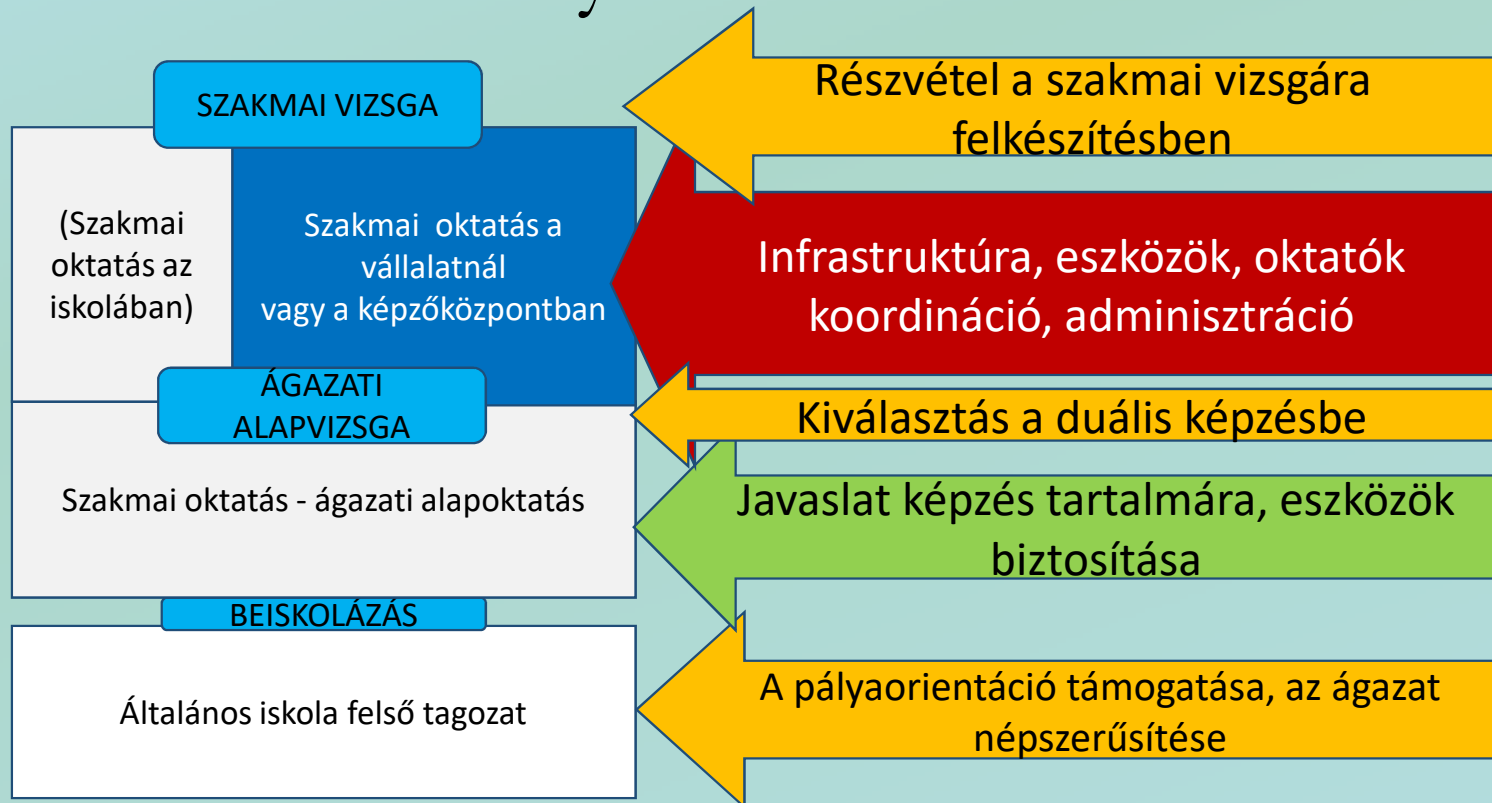 SZAKMAI VIZSGA
(Szakmai
oktatás az
iskolában)
Szakmai oktatás a
vállalatnál
vagy a képzőközpontban
ÁGAZATI
ALAPVIZSGA
Szakmai oktatás - ágazati alapoktatás
BEISKOLÁZÁS
Általános iskola felső tagozat
Részvétel a szakmai vizsgára
felkészítésben
Infrastruktúra, eszközök, oktatók
koordináció, adminisztráció
Kiválasztás a duális képzésbe
Javaslat képzés tartalmára, eszközök
biztosítása
A pályaorientáció támogatása, az ágazat
népszerűsítése